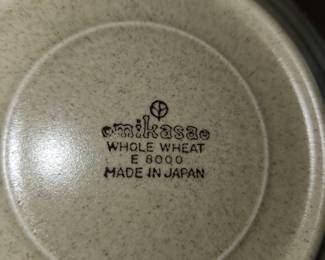 mikasa
WHOLE WHEAT
E 8000
MADE IN JAPAN